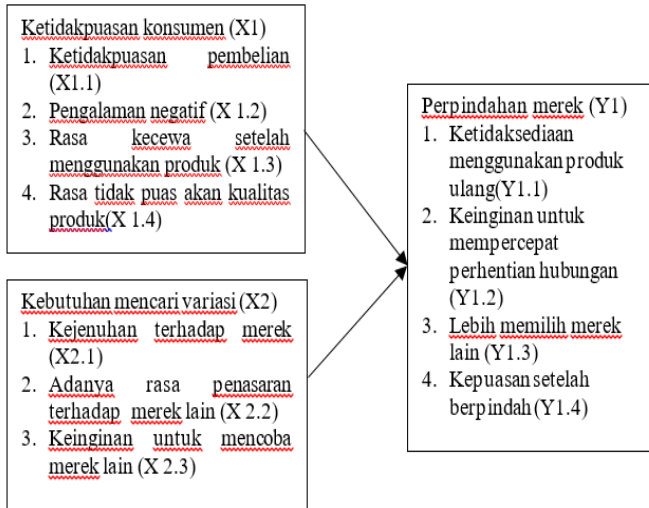 Ketidakpuasan konsumen (X1)
1. Ketidakpuasan pembelian
(X1.1)
2. Pengalaman negatif (X 1.2)
3. Rasa kecewa setelah
menggunakan produk (X 1.3)
4. Rasa tidak puas akan kualitas
produk(X 1.4)
Kebutuhan mencari variasi (X2)
1. Kejenuhan terhadap merek
(X2.1)
2. Adanya rasa penasaran
terhadap merek lain (X 2.2)
3. Keinginan untuk mencoba
merek lain (X 2.3)
Perpindahan merek (Y1)
1. Ketidaksediaan
menggunakan produk
ulang(Y1.1)
2. Keinginan untuk
mempercepat
perhentian hubungan
(Y1.2)
3. Lebih memilih merek
lain (Y1.3)
4. Kepuasan setelah
berpindah (Y1.4)